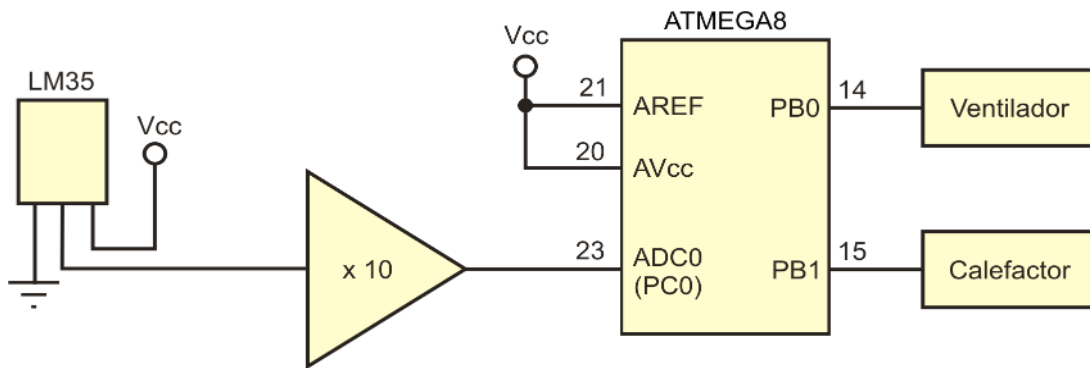 ATMEGA8
Vcc
LM35
Vcc
21
AREF
PB0
14
Ventilador
20
AVcc
x 10
23
ADC0
(PC0)
PB1
15
Calefactor